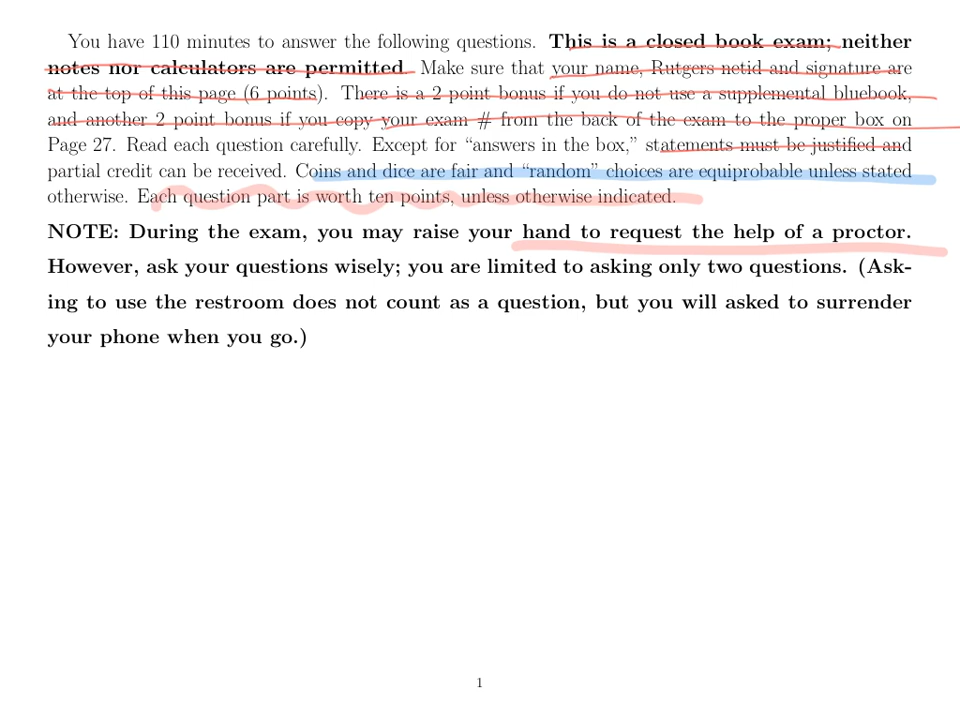 You have 110 minutes to answer the following questions. This is a closed book exam; neither
notes nor calculators are permitted. Make sure that your name, Rutgers netid and signature are
at the top of this page (6 points). There is a 2 point bonus if you do not use a supplemental bluebook,
and another 2 point bonus if you copy your exam # from the back of the exam to the proper box on
Page 27. Read each question carefully. Except for “answers in the box,” statements must be justified and
partial credit can be received. Coins and dice are fair and “random” choices are equiprobable unless stated
otherwise. Each question part is worth ten points, unless otherwise indicated.
NOTE: During the exam, you may raise your hand to request the help of a proctor.
However, ask your questions wisely; you are limited to asking only two questions. (Ask-
ing to use the restroom does not count as a question, but you will asked to surrender
your phone when you go.)
1